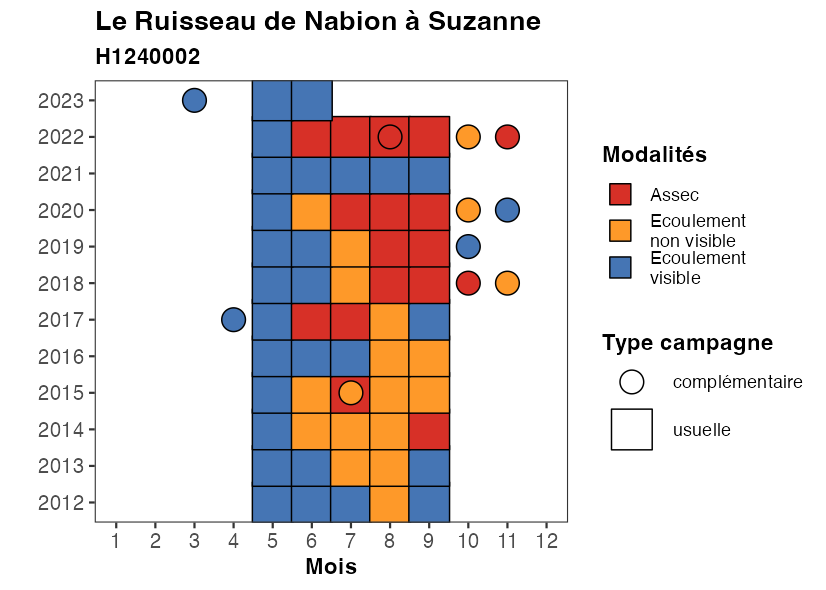 Le Ruisseau de Nabion à Suzanne
H1240002
2023
2022
2021
2020
2019
2018
2017
2016
2015
2014
2013
2012
1 2 3 4 5 6 7 8 9 10 11 12
Mois
Modalités
Assec
Ecoulement
non visible
Ecoulement
visible
Type campagne
complémentaire
usuelle